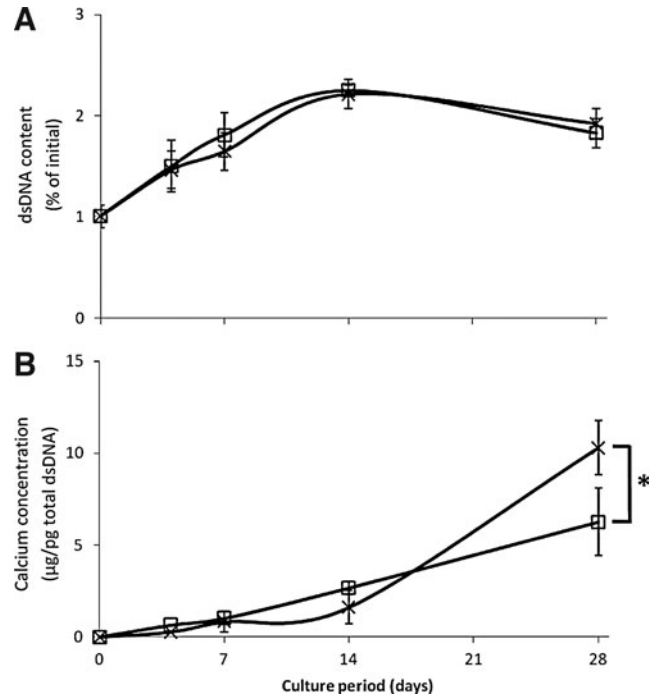 A
3
2
1
0
dsDNA content
(% of initial)
B
15
10
5
0
Calcium concentration
(µg/pg total dsDNA)
*
0 7 14 21 28
Culture period (days)